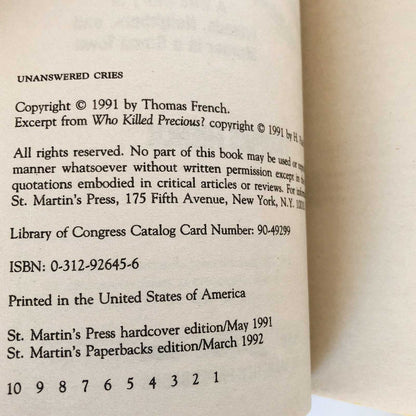 UNANSWERED CRIES
Copyright © 1991 by Thomas French.
Excerpt from Who Killed Precious? copyright © 1991 by H.
All rights reserved. No part of this book may be used or
manner whatsoever without written permission except in
quotations embodied in critical articles or reviews. For
St. Martin's Press, 175 Fifth Avenue, New York, N.Y.
Library of Congress Catalog Card Number: 90-49299
ISBN: 0-312-92645-6
Printed in the United States of America
St. Martin's Press hardcover edition/May 1991
St. Martin's Paperbacks edition/March 1992
10 9 8 7 6 5 4 3 2 1